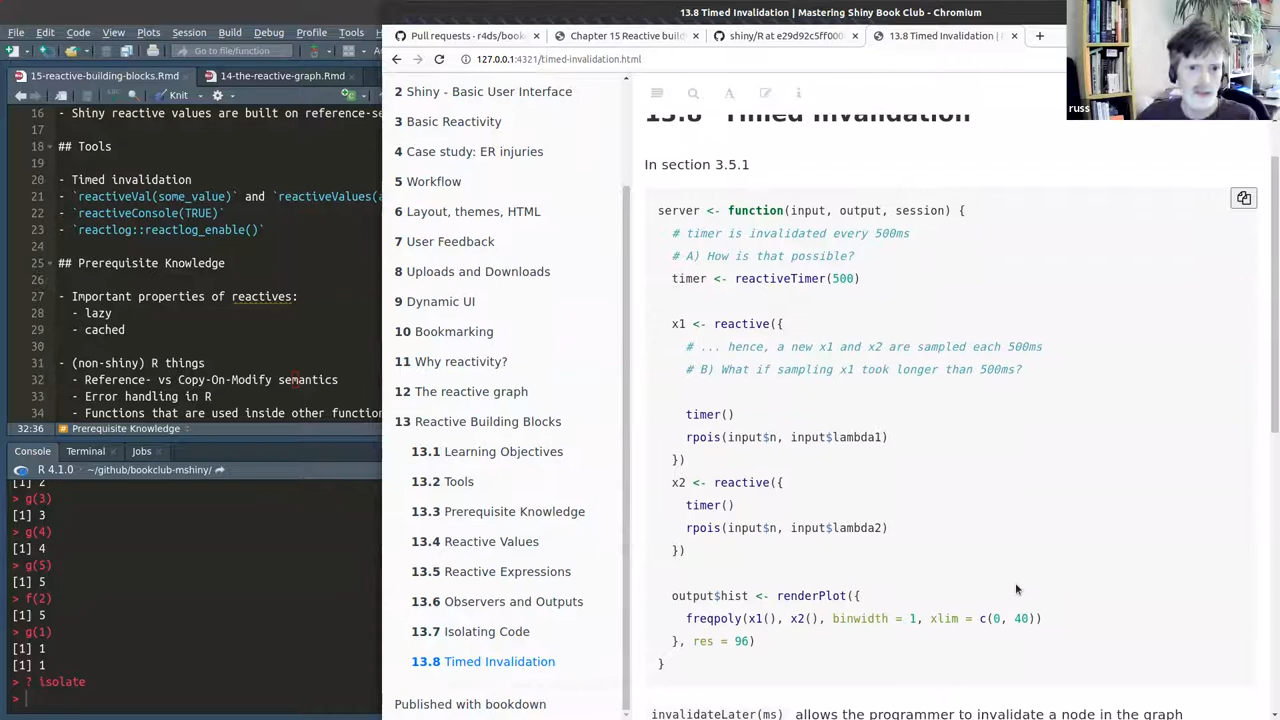 13.8 Timed Invalidation | Mastering Shiny Book Club - Chromium
File Edit Code View Plots Session Build Debug Profile Tools
Go to file/function
15-reactive-building-blocks.Rmd
14-the-reactive-graph.Rmd
Knit
16 - Shiny reactive values are built on reference-se
17
18 ## Tools
19
20 - Timed invalidation
21 - `reactiveVal(some_value)` and `reactiveValues(a
22 - `reactiveConsole(TRUE)`
23 - `reactlog::reactlog_enable()`
24
25 ## Prerequisite Knowledge
26
27 - Important properties of reactives:
28 - lazy
29 - cached
30
31 - (non-shiny) R things
32 - Reference- vs Copy-On-Modify semantics
33 - Error handling in R
34 - Functions that are used inside other function
32:36 # Prerequisite Knowledge
Console Terminal Jobs
R 4.1.0 · ~/github/bookclub-mshiny/
[1] 2
> g(3)
[1] 3
> g(4)
[1] 4
> g(5)
[1] 5
> f(2)
[1] 5
> g(1)
[1] 1
[1] 1
> ? isolate
>
Pull requests · r4ds/book
Chapter 15 Reactive buil
shiny/R at e29d92c5ff000
13.8 Timed Invalidation |
127.0.0.1:4321/timed-invalidation.html
2 Shiny - Basic User Interface
3 Basic Reactivity
4 Case study: ER injuries
5 Workflow
6 Layout, themes, HTML
7 User Feedback
8 Uploads and Downloads
9 Dynamic UI
10 Bookmarking
11 Why reactivity?
12 The reactive graph
13 Reactive Building Blocks
13.1 Learning Objectives
13.2 Tools
13.3 Prerequisite Knowledge
13.4 Reactive Values
13.5 Reactive Expressions
13.6 Observers and Outputs
13.7 Isolating Code
13.8 Timed Invalidation
Published with bookdown
13.8 Timed Invalidation
In section 3.5.1
server <- function(input, output, session) {
# timer is invalidated every 500ms
# A) How is that possible?
timer <- reactiveTimer(500)
x1 <- reactive({
# ... hence, a new x1 and x2 are sampled each 500ms
# B) What if sampling x1 took longer than 500ms?
timer()
rpois(input$n, input$lambda1)
})
x2 <- reactive({
timer()
rpois(input$n, input$lambda2)
})
output$hist <- renderPlot({
freqpoly(x1(), x2(), binwidth = 1, xlim = c(0, 40))
}, res = 96)
}
invalidateLater(ms) allows the programmer to invalidate a node in the graph
russ